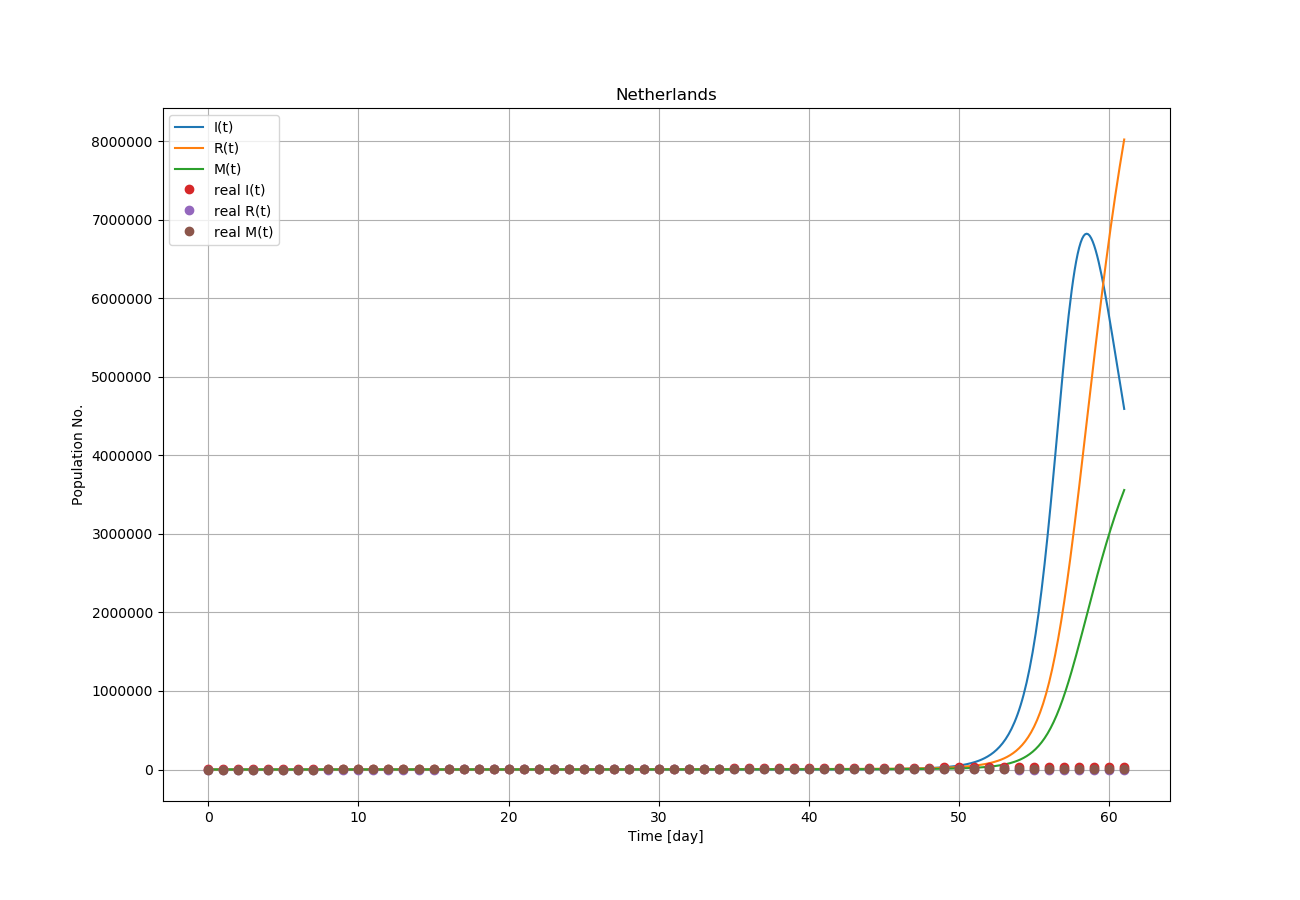 Netherlands
I(t)
R(t)
M(t)
real I(t)
real R(t)
real M(t)
8000000
7000000
6000000
5000000
4000000
3000000
2000000
1000000
0
Population No.
0 10 20 30 40 50 60
Time [day]